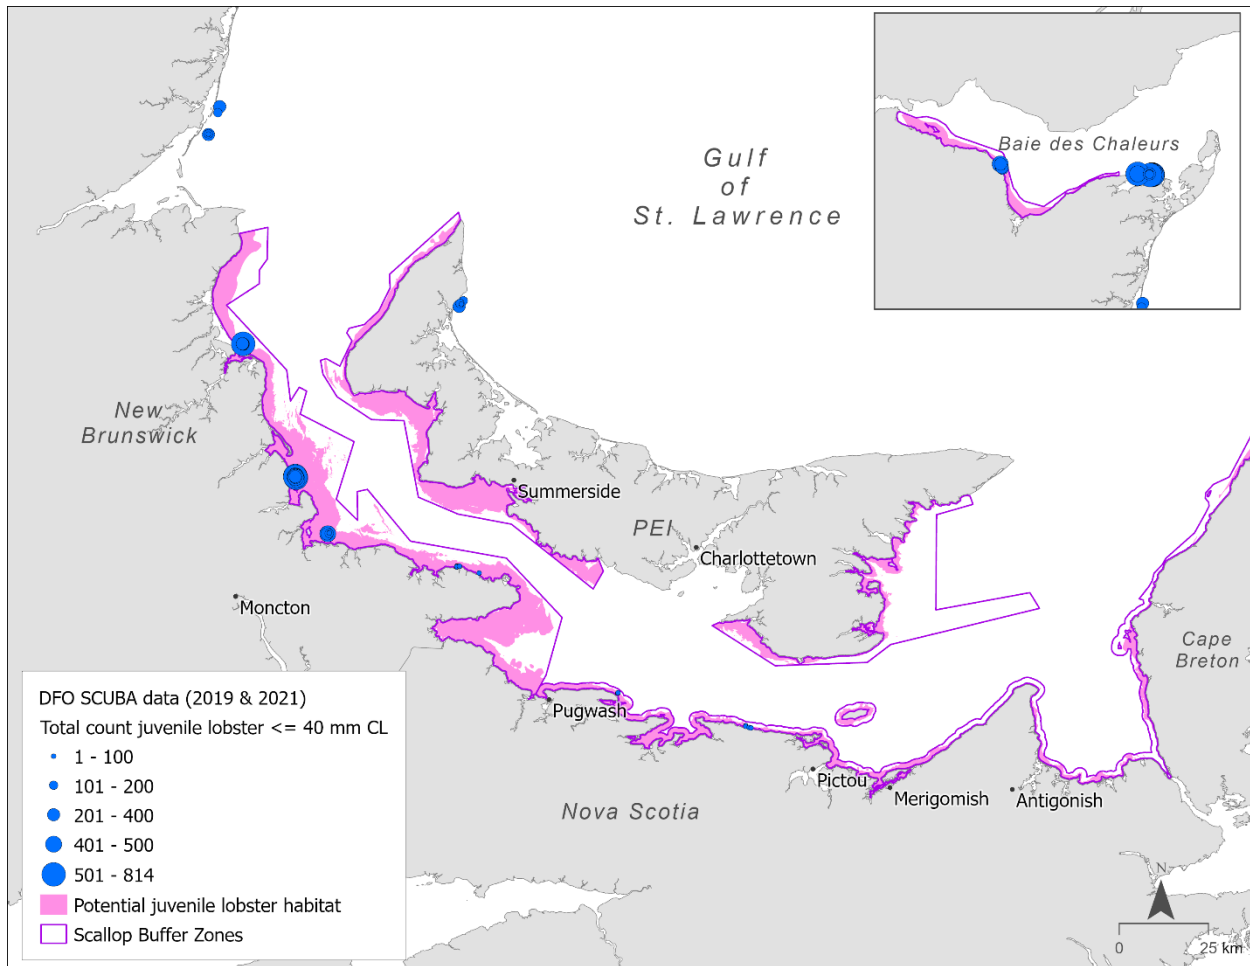 Gulf
of
St. Lawrence
Baie des Chaleurs
New
Brunswick
Summerside
PEI
Charlottetown
Moncton
Cape
Breton
Pugwash
Pictou
Merigomish
Antigonish
Nova Scotia
DFO SCUBA data (2019 & 2021)
Total count juvenile lobster <= 40 mm CL
1 - 100
101 - 200
201 - 400
401 - 500
501 - 814
Potential juvenile lobster habitat
Scallop Buffer Zones
N
0 25 km